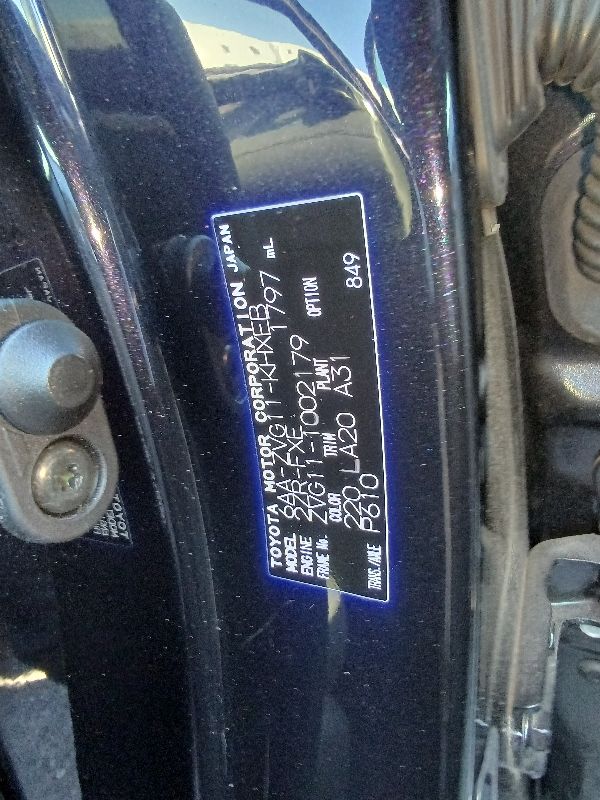 TOYOTA MOTOR CORPORATION JAPAN
MODEL 6AA-ZVG11-KHXEB
ENGINE 2ZR-FXE 1797 mL
FRAME No. ZVG11-1002179
COLOR TRIM PLANT OPTION
220 LA20 A31 849
TRANS./AXLE P610